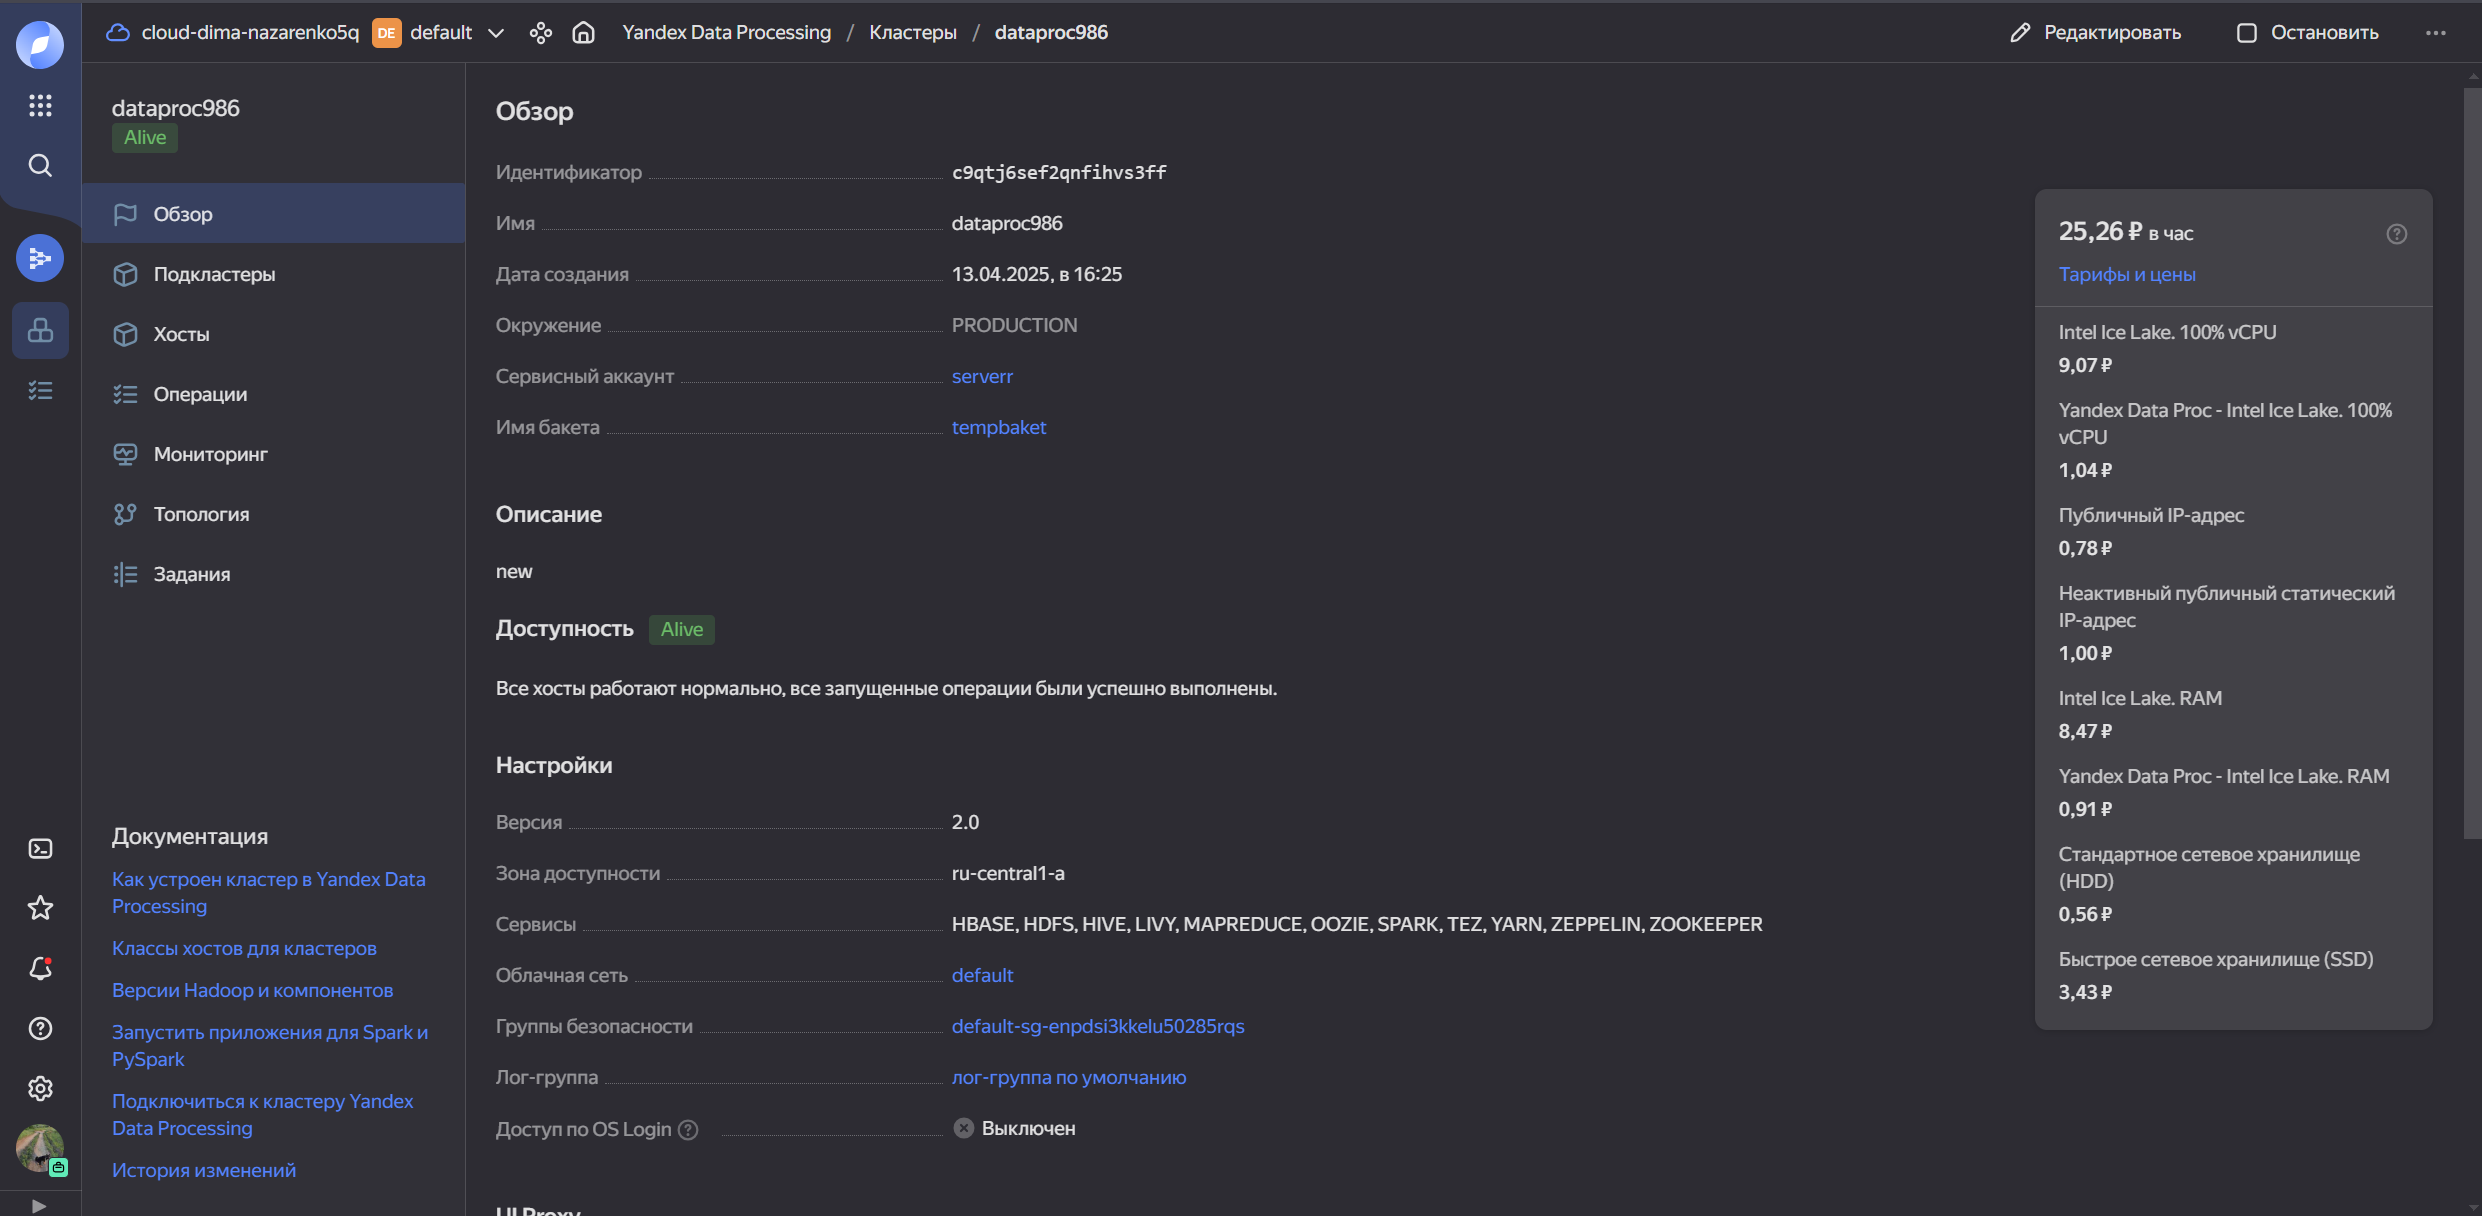 cloud-dima-nazarenko5q DE default Yandex Data Processing / Кластеры / dataproc986 Редактировать Остановить
dataproc986
Alive
Обзор
Подкластеры
Хосты
Операции
Мониторинг
Топология
Задания
Документация
Как устроен кластер в Yandex Data
Processing
Классы хостов для кластеров
Версии Hadoop и компонентов
Запустить приложения для Spark и
PySpark
Подключиться к кластеру Yandex
Data Processing
История изменений
Обзор
Идентификатор c9qtj6sef2qnfihvs3ff
Имя dataproc986
Дата создания 13.04.2025, в 16:25
Окружение PRODUCTION
Сервисный аккаунт serverr
Имя бакета tempbaket
Описание
new
Доступность Alive
Все хосты работают нормально, все запущенные операции были успешно выполнены.
Настройки
Версия 2.0
Зона доступности ru-central1-a
Сервисы HBASE, HDFS, HIVE, LIVY, MAPREDUCE, OOZIE, SPARK, TEZ, YARN, ZEPPELIN, ZOOKEEPER
Облачная сеть default
Группы безопасности default-sg-enpdsi3kkelu50285rqs
Лог-группа лог-группа по умолчанию
Доступ по OS Login Выключен
UI Proxy
25,26 ₽ в час
Тарифы и цены
Intel Ice Lake. 100% vCPU
9,07 ₽
Yandex Data Proc - Intel Ice Lake. 100%
vCPU
1,04 ₽
Публичный IP-адрес
0,78 ₽
Неактивный публичный статический
IP-адрес
1,00 ₽
Intel Ice Lake. RAM
8,47 ₽
Yandex Data Proc - Intel Ice Lake. RAM
0,91 ₽
Стандартное сетевое хранилище
(HDD)
0,56 ₽
Быстрое сетевое хранилище (SSD)
3,43 ₽